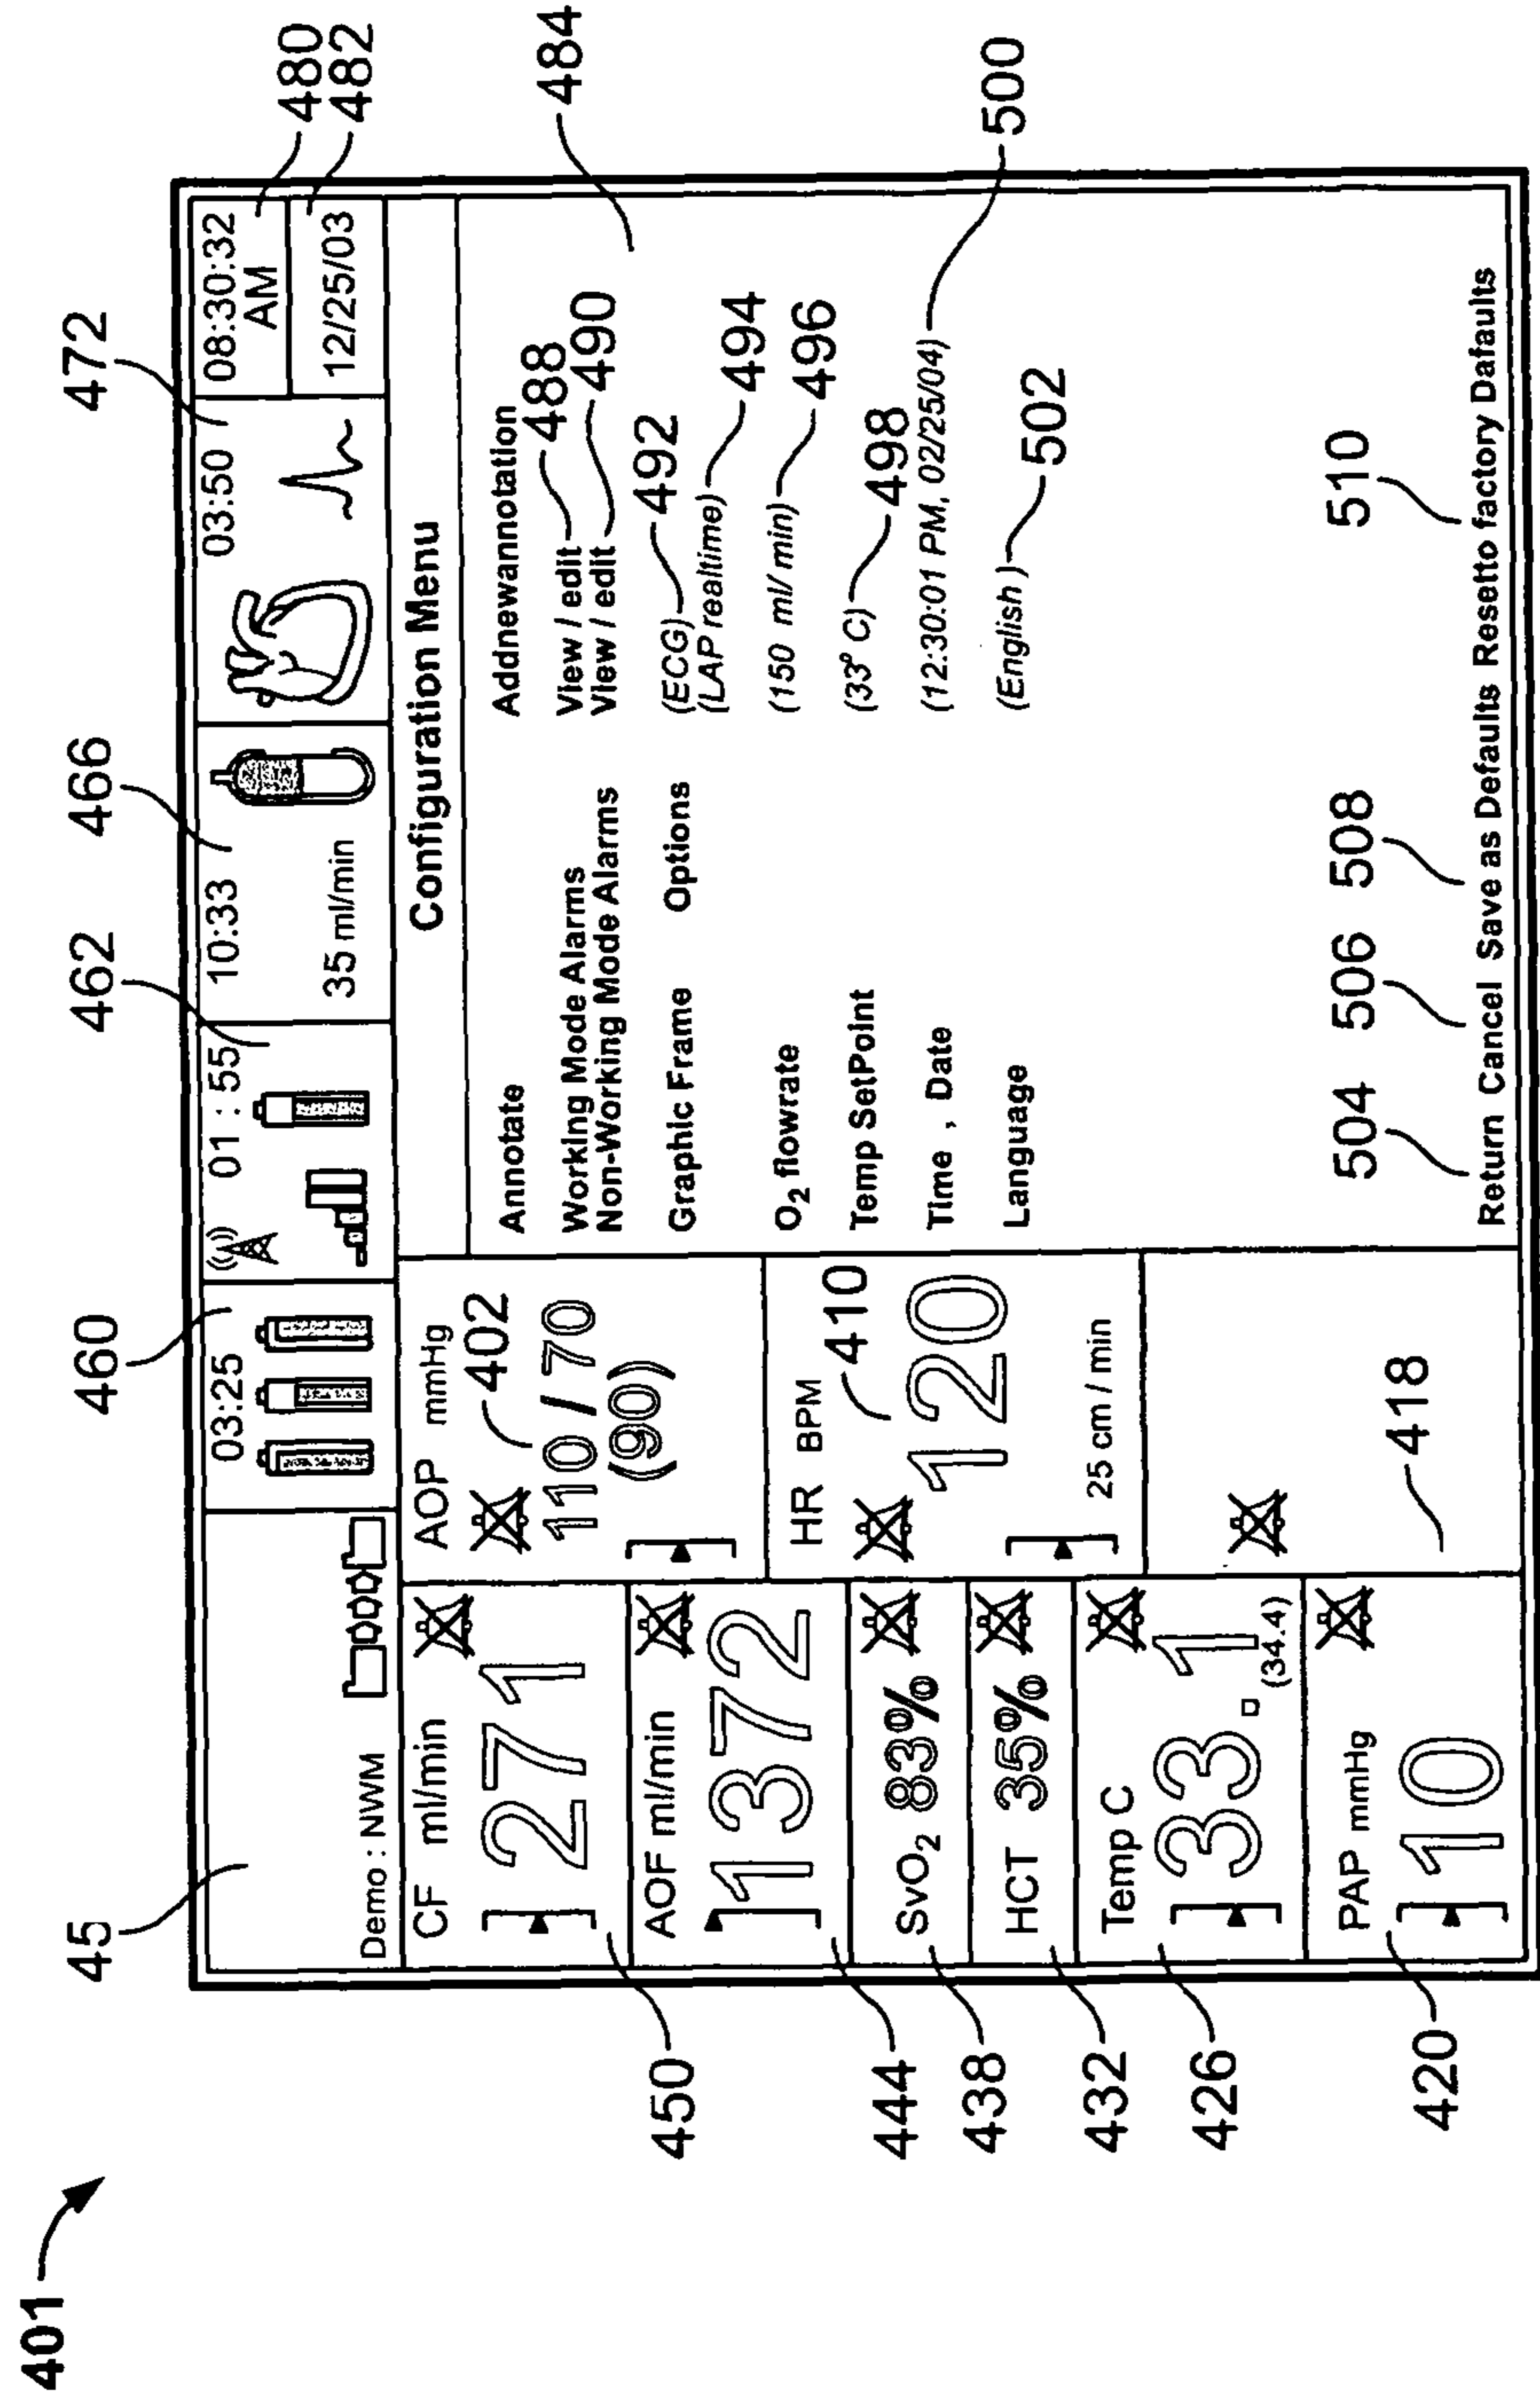 401
45
460
462
466
472
480
482
484
03:25
01 : 55
10:33
35 ml/min
03:50
08:30:32
AM
12/25/03
Demo : NWM
CF ml/min
271
450
AOF ml/min
1372
444
SvO2 83%
438
HCT 35%
432
Temp C
33.1
(34.4)
426
PAP mmHg
10
420
AOP mmHg
402
110 / 70
(90)
HR BPM
410
120
25 cm / min
418
Configuration Menu
Annotate Addnewannotation
Working Mode Alarms View / edit 488
Non-Working Mode Alarms View / edit 490
Graphic Frame Options (ECG) 492
(LAP realtime) 494
O2 flowrate (150 ml/ min) 496
Temp SetPoint (33° C) 498
Time , Date (12:30:01 PM, 02/25/04) 500
Language (English) 502
504 506 508 510
Return Cancel Save as Defaults Resetto factory Dafaults